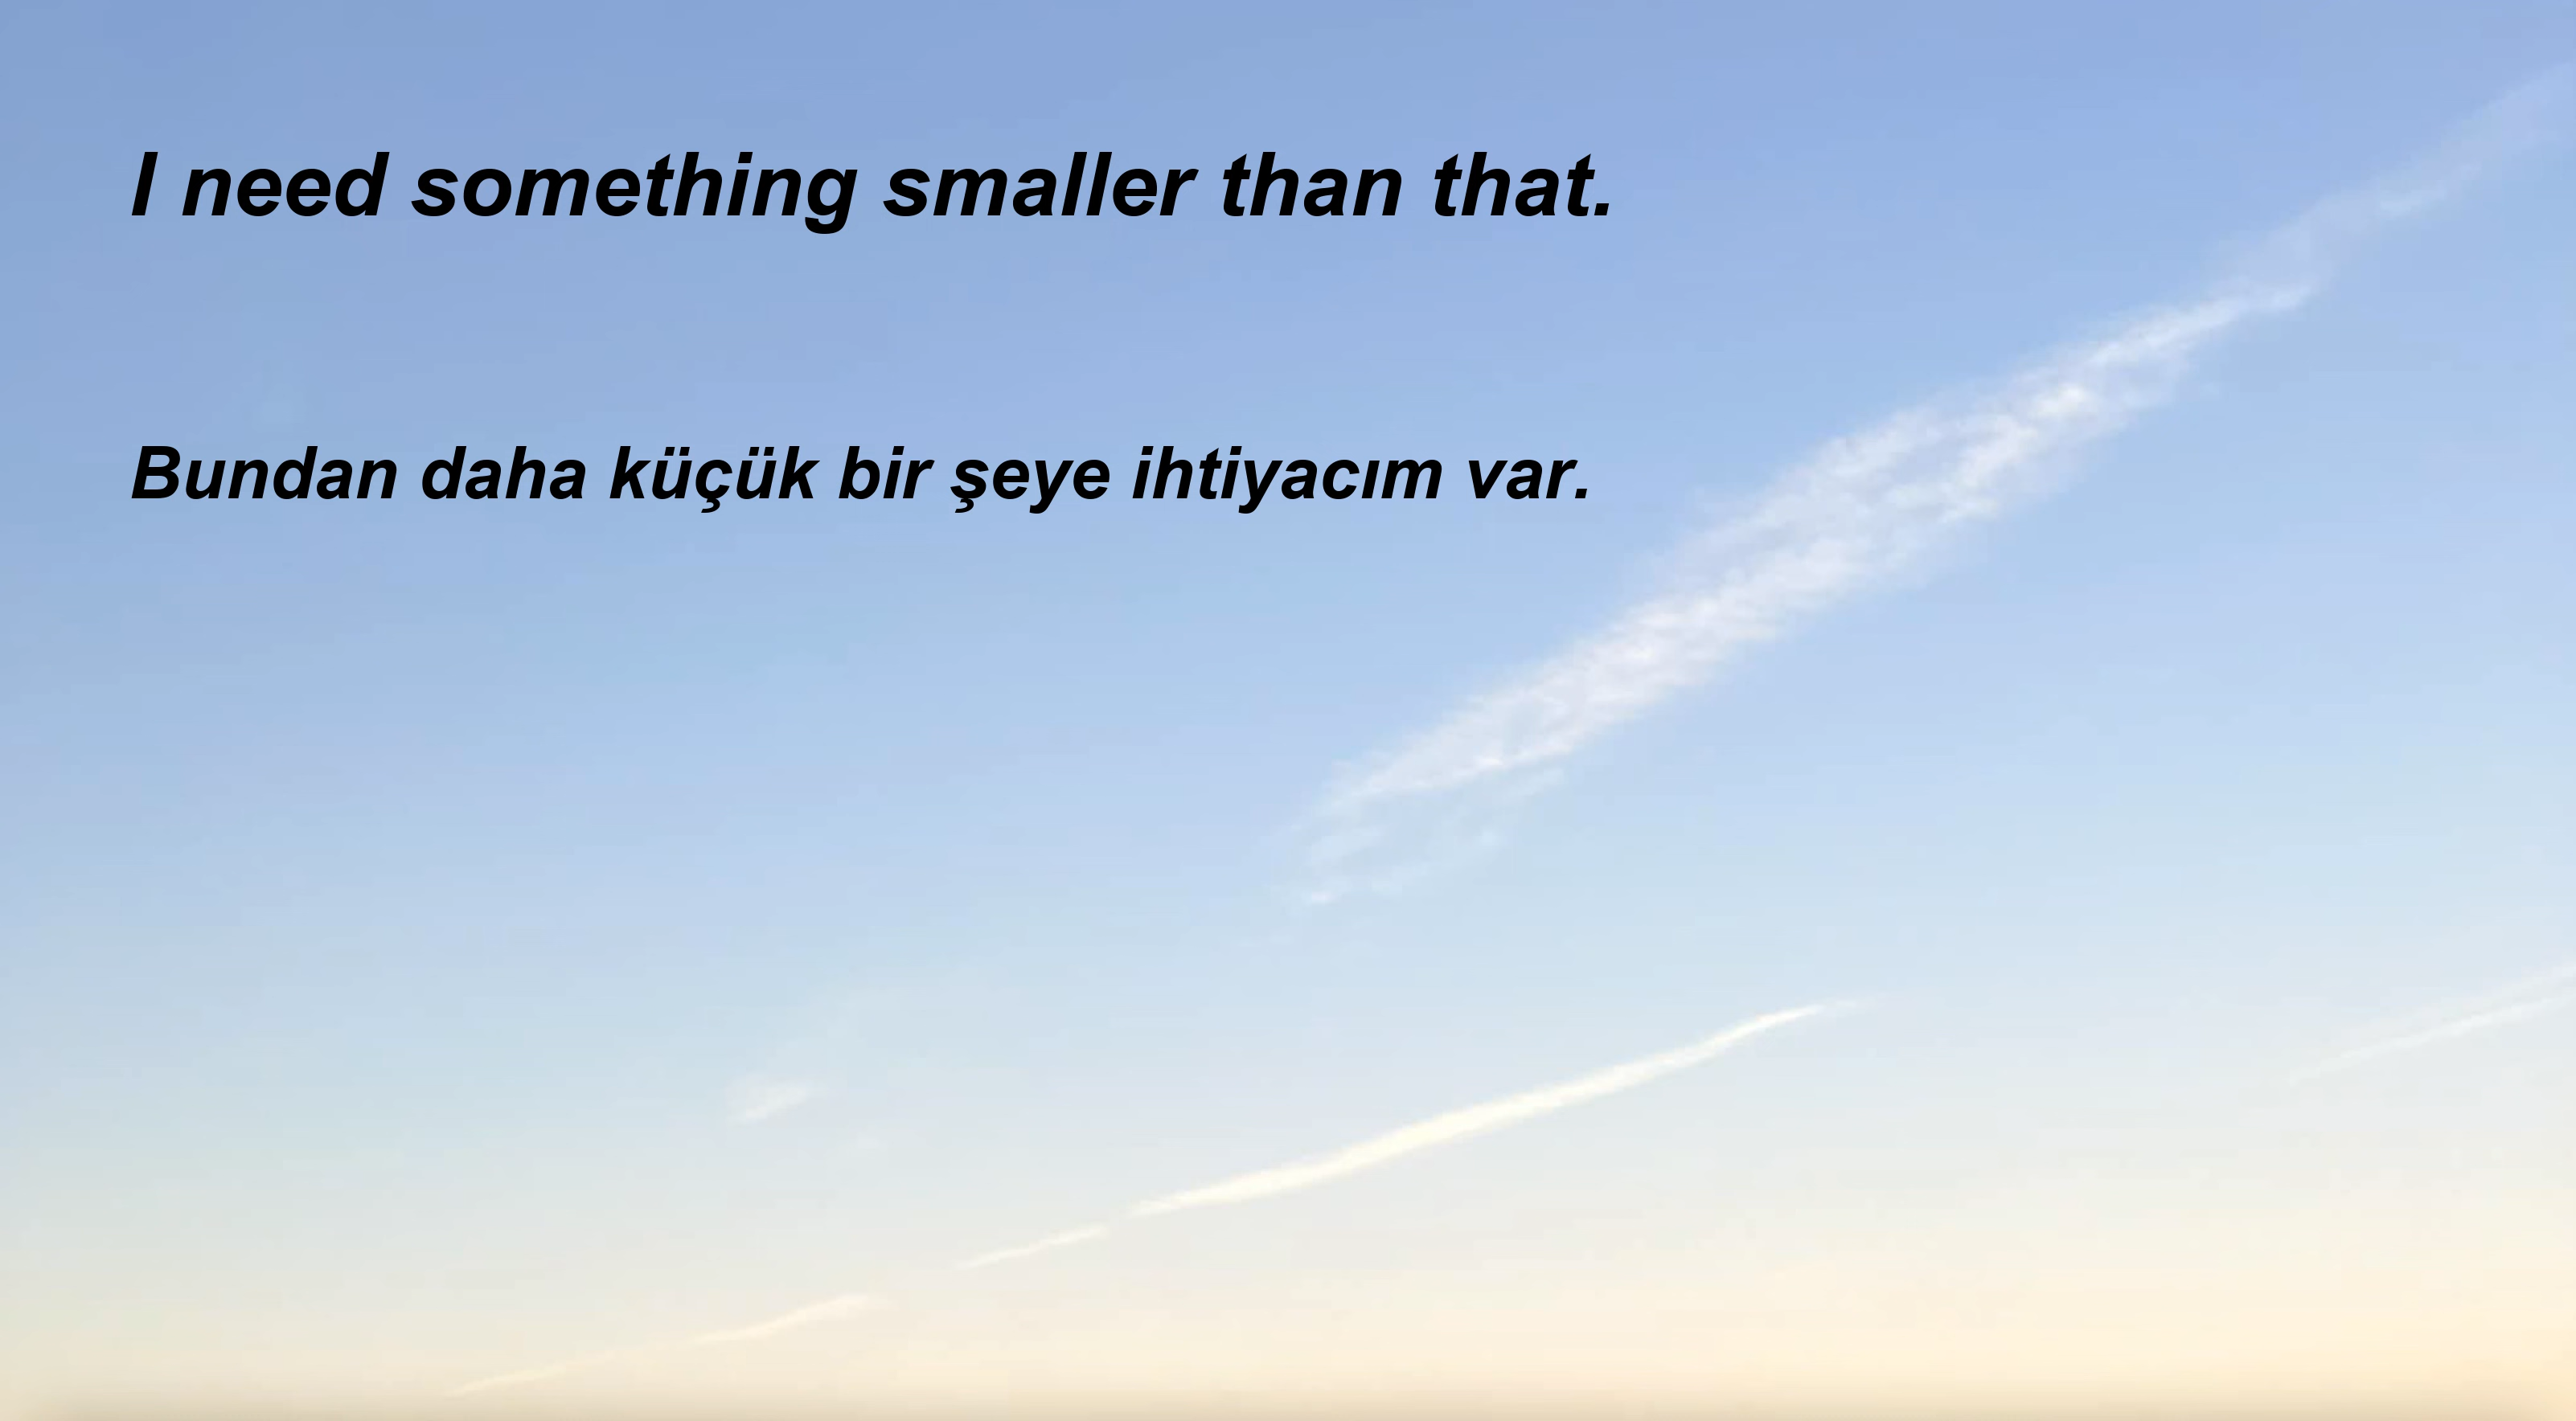 I need something smaller than that.
Bundan daha küçük bir şeye ihtiyacım var.